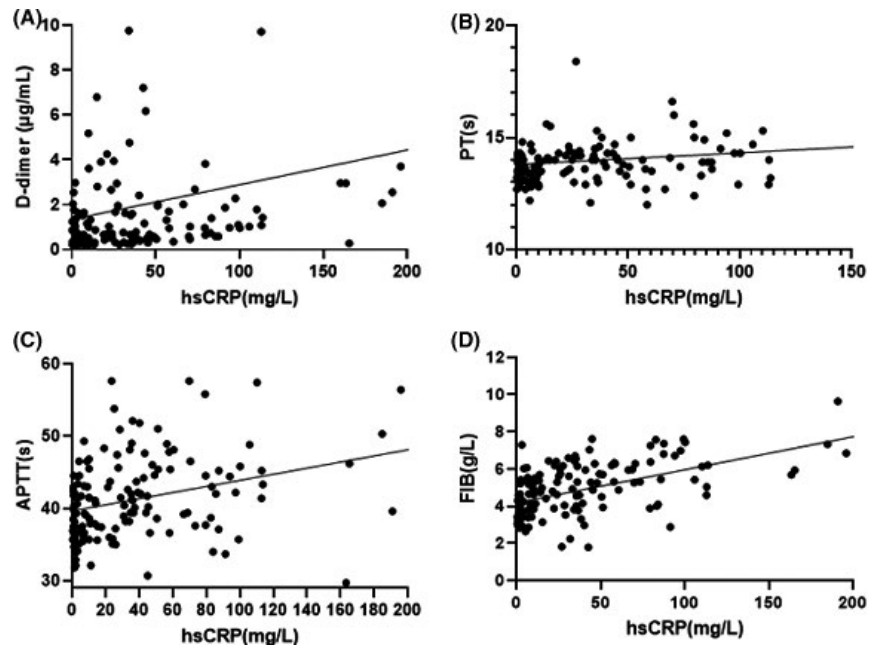 (A)
D-dimer (µg/mL)
10
8
6
4
2
0
0 50 100 150 200
hsCRP(mg/L)
(B)
PT(s)
20
15
10
0 50 100 150
hsCRP(mg/L)
(C)
APTT(s)
60
50
40
30
0 20 40 60 80 100 120 140 160 180 200
hsCRP(mg/L)
(D)
FIB(g/L)
12
10
8
6
4
2
0
0 50 100 150 200
hsCRP(mg/L)